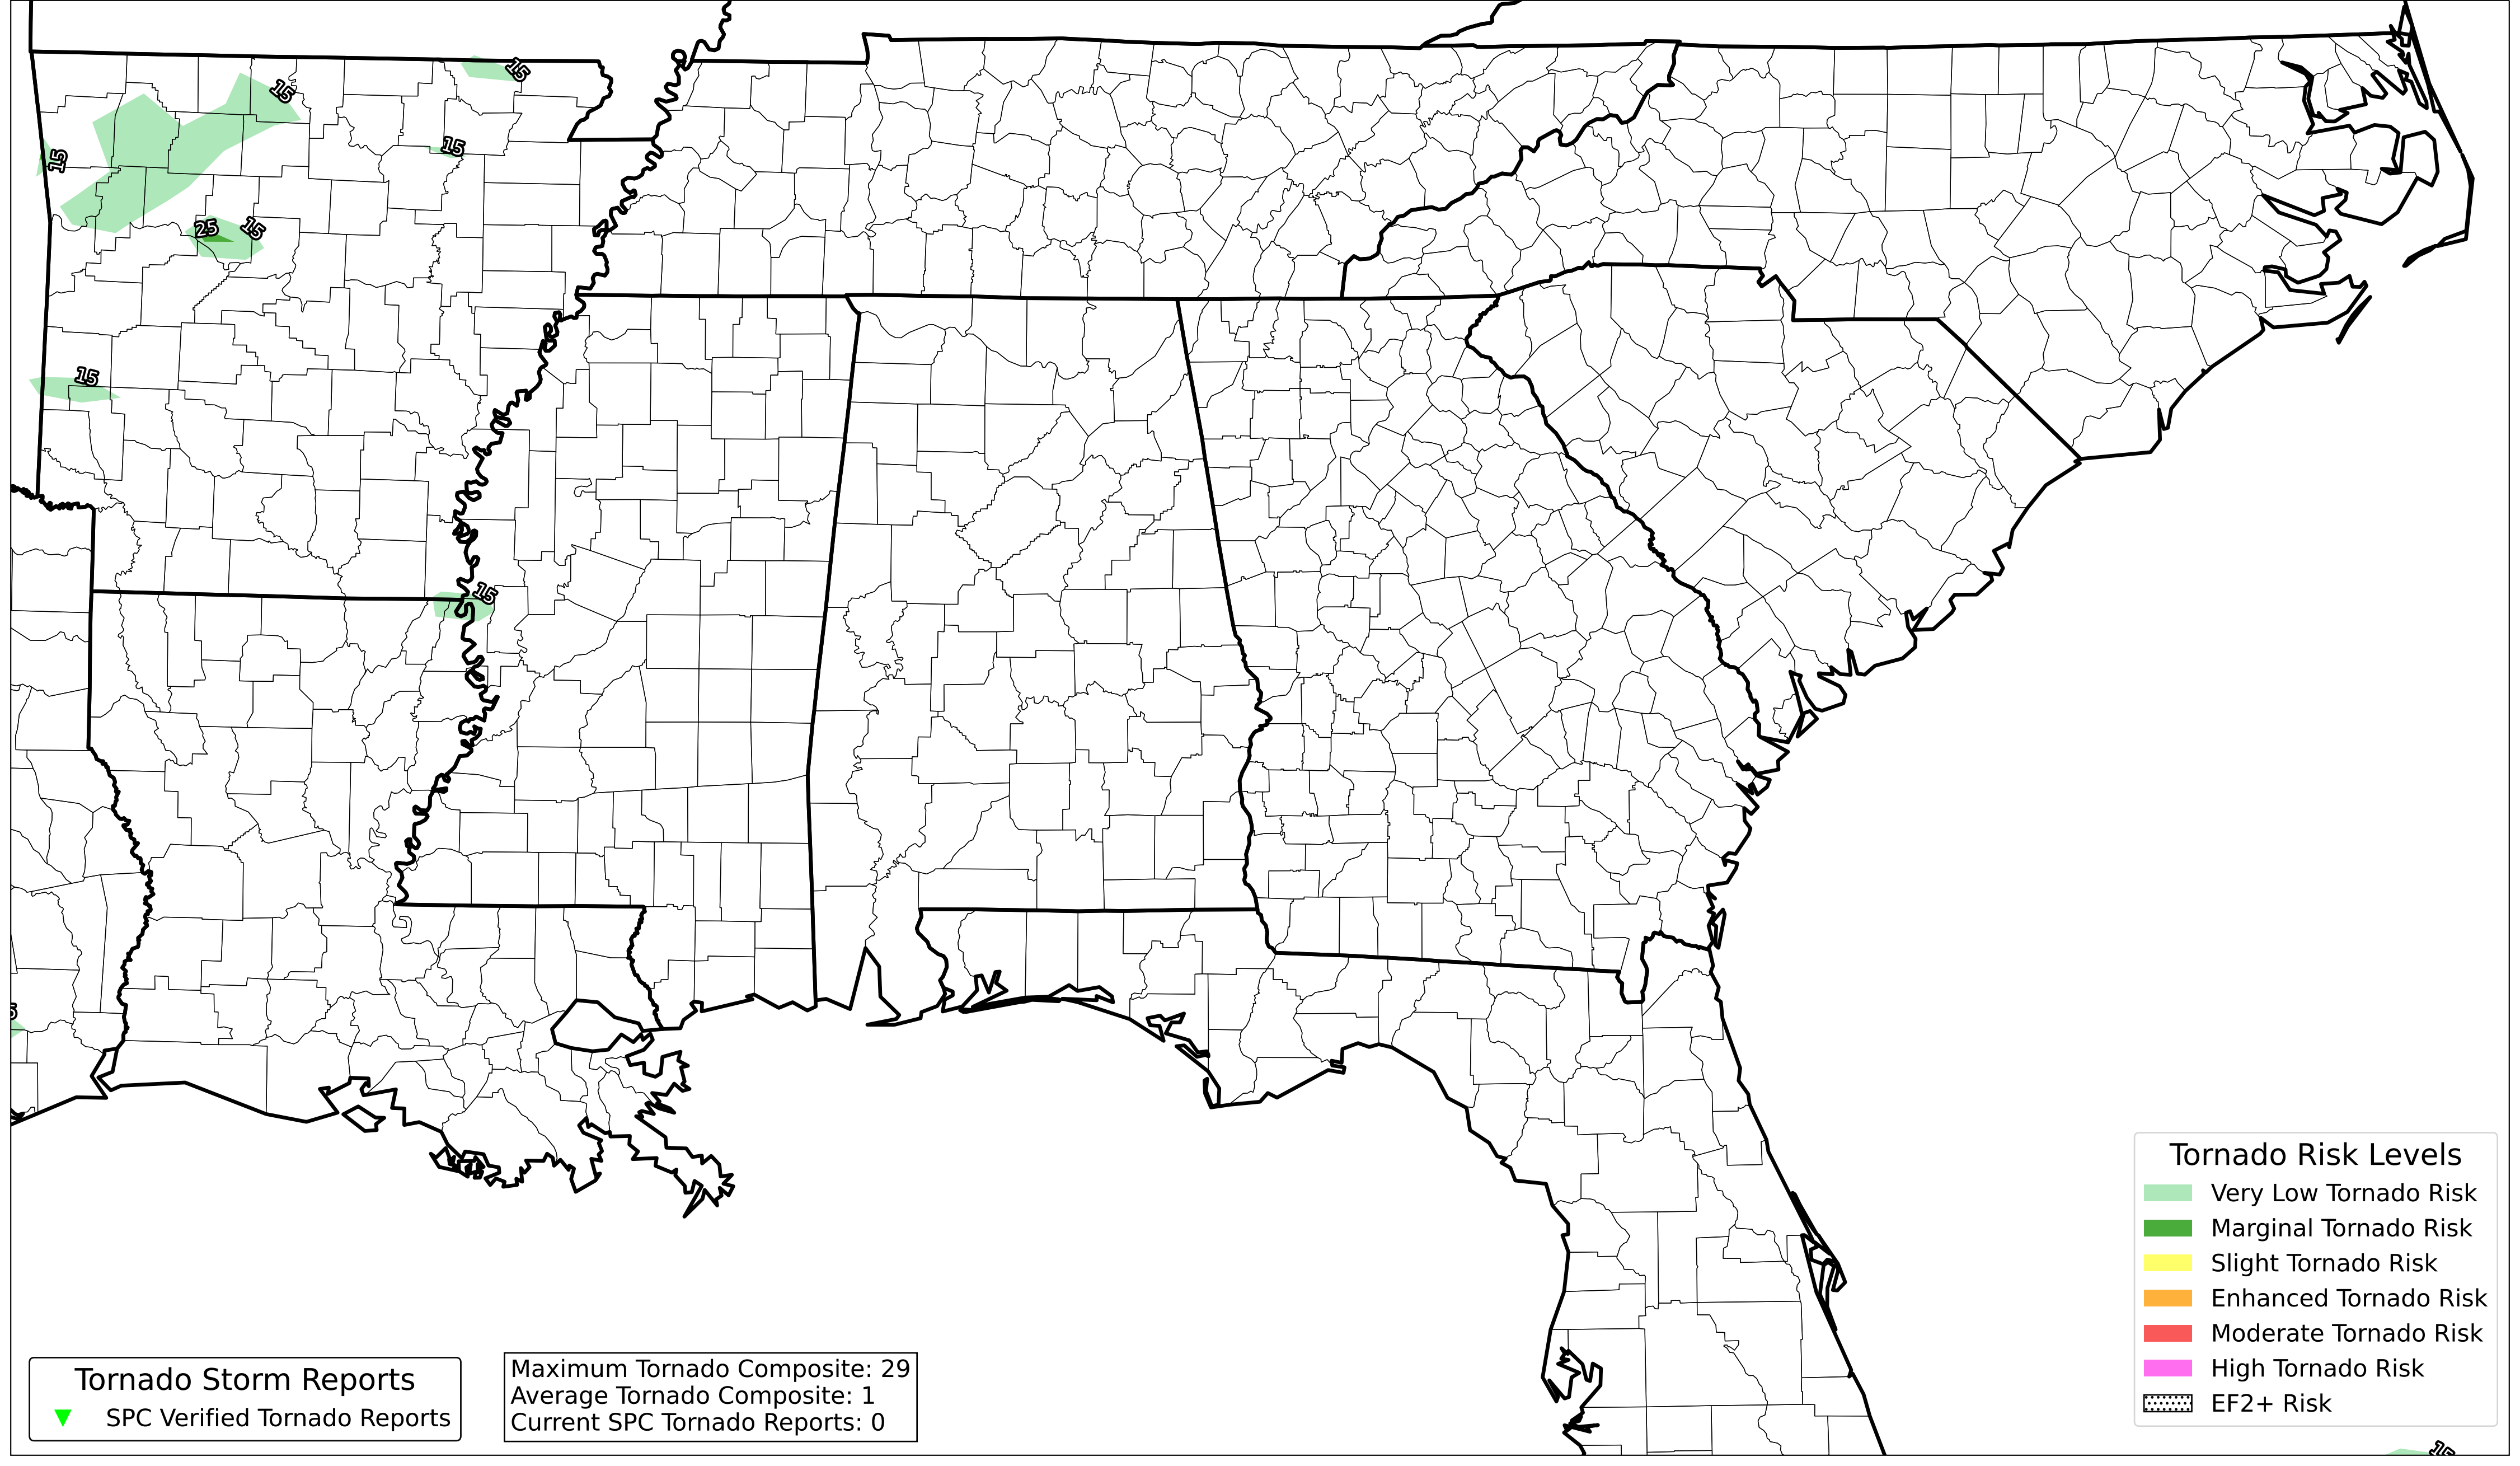 15
15
15
15
25
15
15
15
Tornado Risk Levels
Very Low Tornado Risk
Marginal Tornado Risk
Slight Tornado Risk
Enhanced Tornado Risk
Moderate Tornado Risk
High Tornado Risk
EF2+ Risk
Tornado Storm Reports
SPC Verified Tornado Reports
Maximum Tornado Composite: 29
Average Tornado Composite: 1
Current SPC Tornado Reports: 0